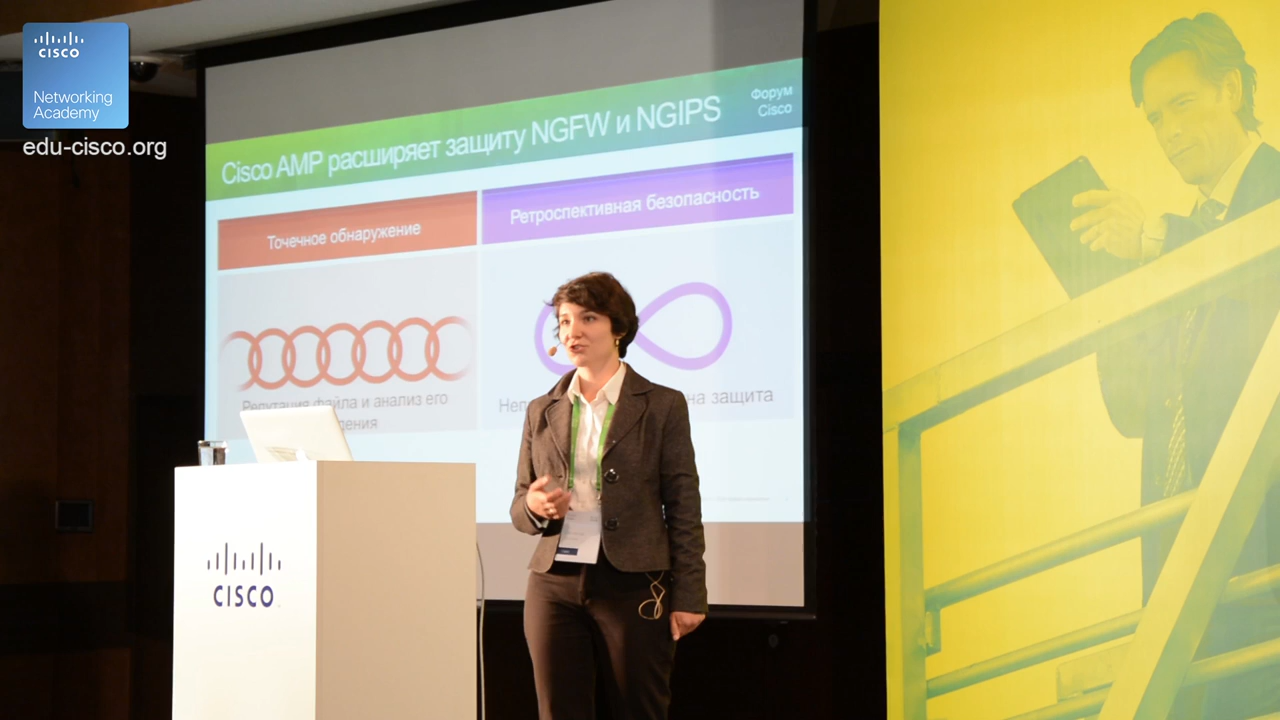 CISCO
Networking
Academy
edu-cisco.org
Форум
Cisco
Cisco AMP расширяет защиту NGFW и NGIPS
Точечное обнаружение
Ретроспективная безопасность
Репутация файла и анализ его
на защита
CISCO